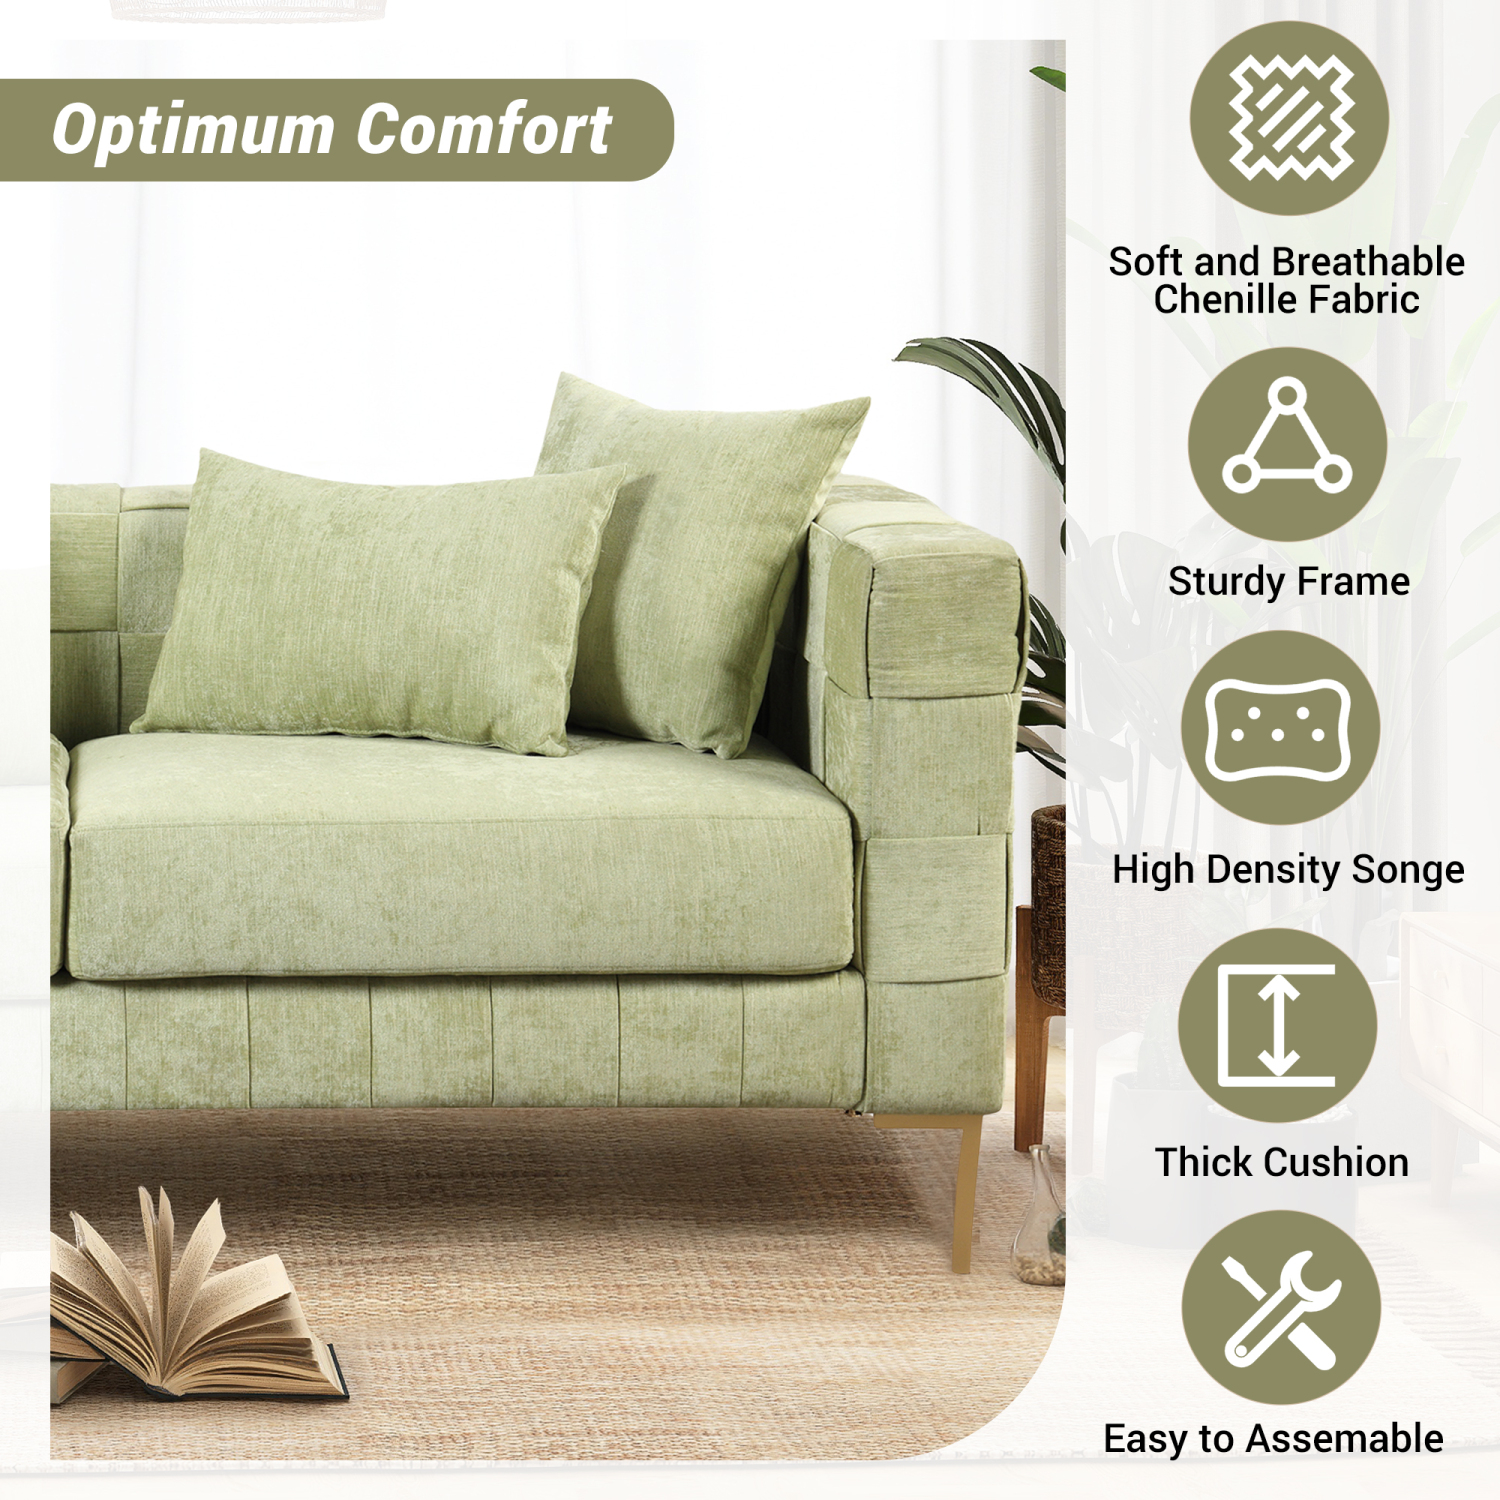 Optimum Comfort
Soft and Breathable
Chenille Fabric
Sturdy Frame
High Density Songe
Thick Cushion
Easy to Assemable